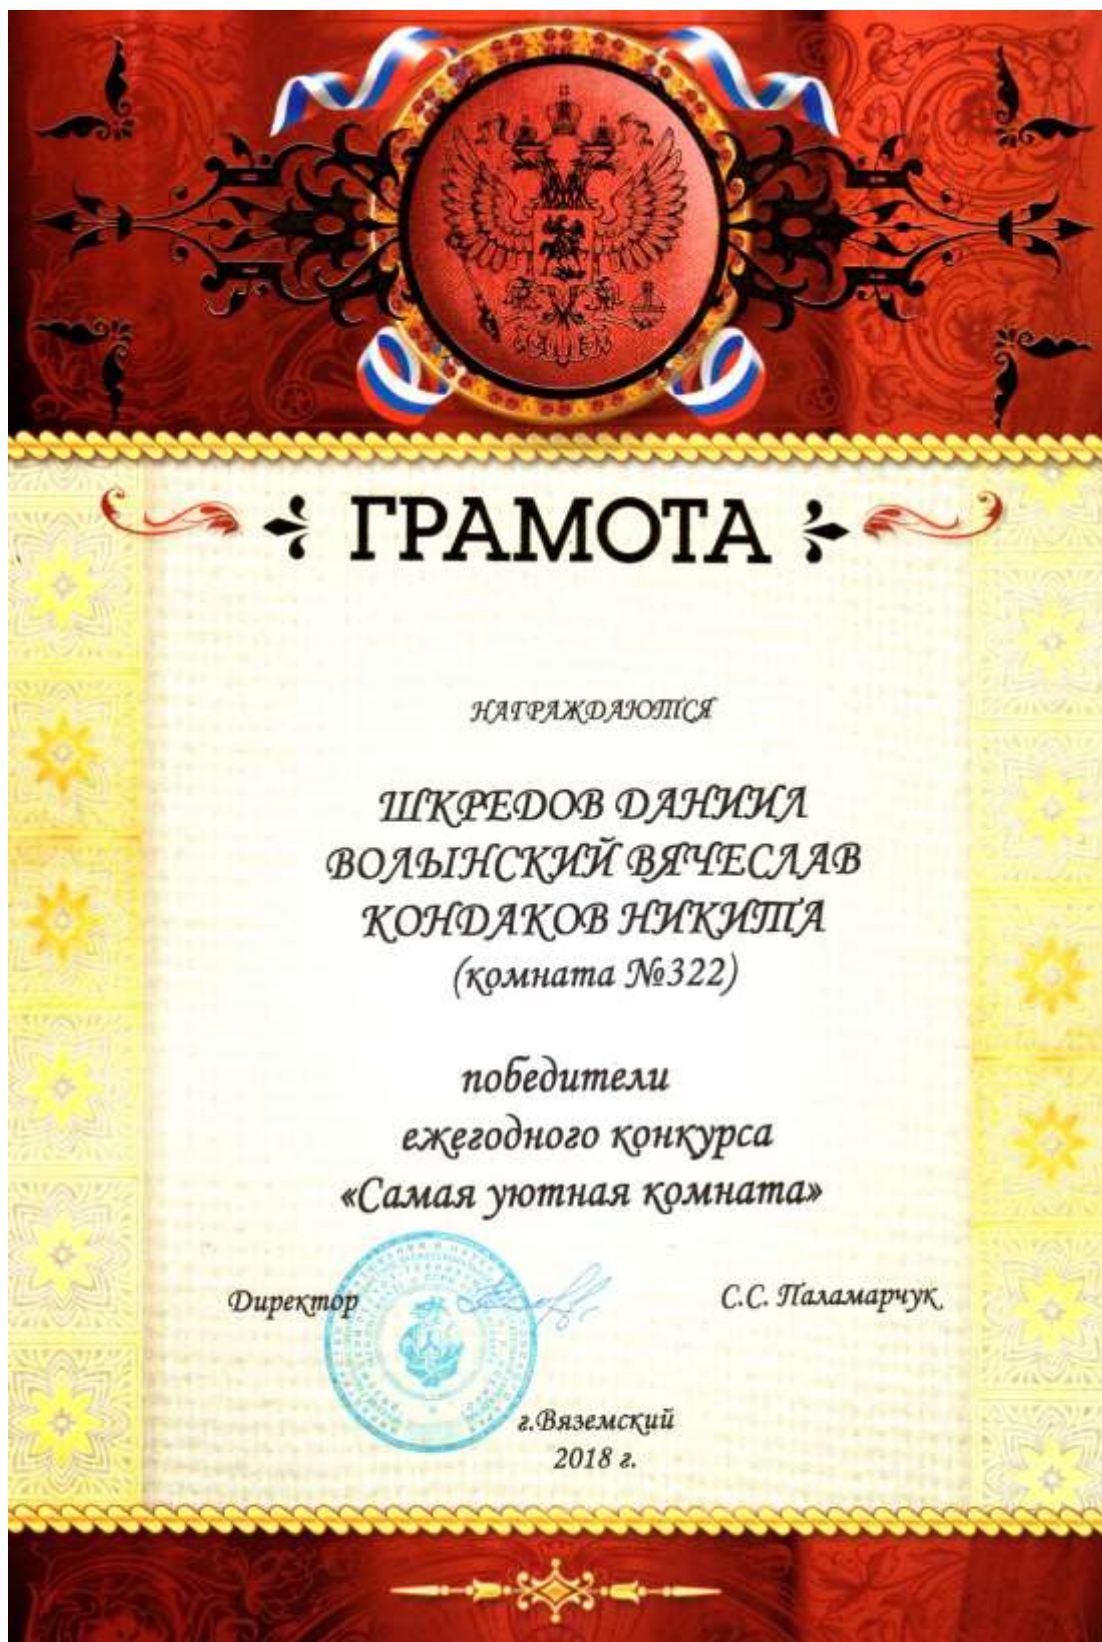 ГРАМОТА
НАГРАЖДАЮТСЯ
ШКРЕДОВ ДАНИИЛ
ВОЛЫНСКИЙ ВЯЧЕСЛАВ
КОНДАКОВ НИКИТА
(комната №322)
победители
ежегодного конкурса
«Самая уютная комната»
Директор
С.С. Паламарчук
г.Вяземский
2018 г.